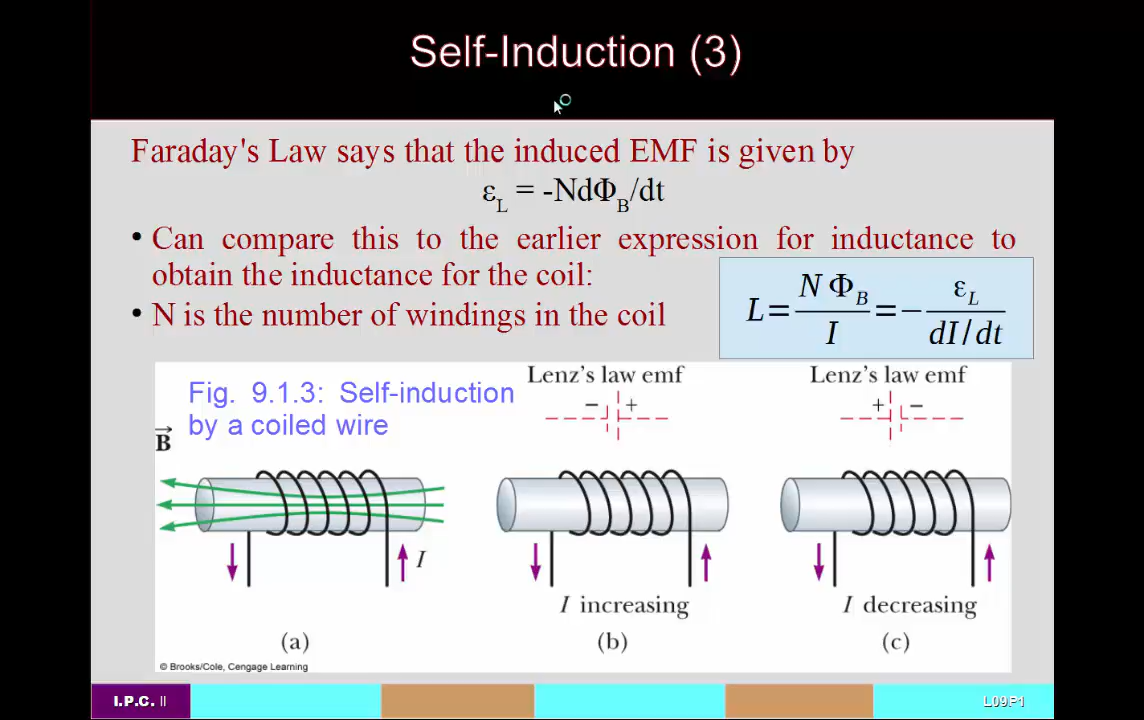 Self-Induction (3)
Faraday's Law says that the induced EMF is given by
ε_L = -NdΦ_B/dt
• Can compare this to the earlier expression for inductance to
obtain the inductance for the coil:
• N is the number of windings in the coil
L = N Φ_B / I = − ε_L / dI/dt
Fig. 9.1.3: Self-induction
by a coiled wire
Lenz's law emf
− +
Lenz's law emf
+ −
B
I
I increasing
I decreasing
(a)
(b)
(c)
© Brooks/Cole, Cengage Learning
I.P.C. II
L09P1